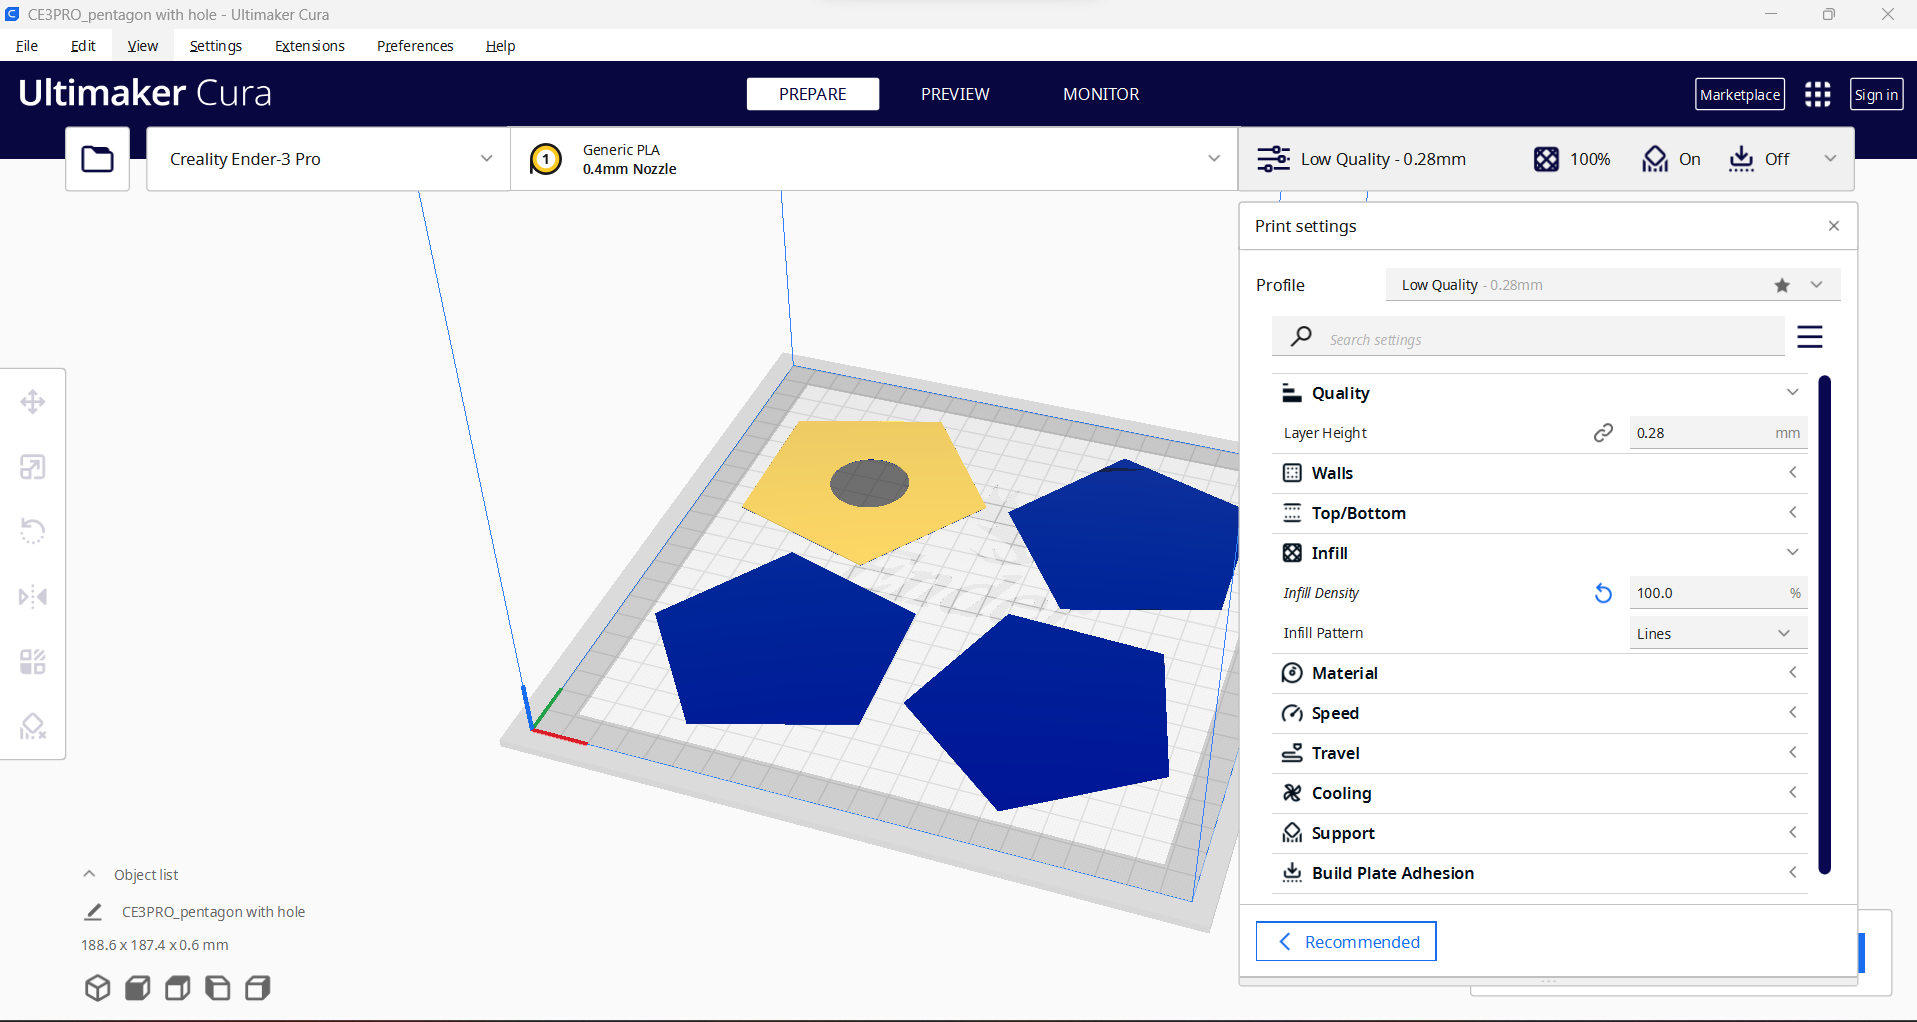 CE3PRO_pentagon with hole - Ultimaker Cura
File Edit View Settings Extensions Preferences Help
Ultimaker Cura
PREPARE PREVIEW MONITOR
Marketplace Sign in
Creality Ender-3 Pro
1
Generic PLA
0.4mm Nozzle
Low Quality - 0.28mm 100% On Off
Print settings
Profile Low Quality - 0.28mm
Search settings
Quality
Layer Height 0.28 mm
Walls
Top/Bottom
Infill
Infill Density 100.0 %
Infill Pattern Lines
Material
Speed
Travel
Cooling
Support
Build Plate Adhesion
Recommended
Object list
CE3PRO_pentagon with hole
188.6 x 187.4 x 0.6 mm